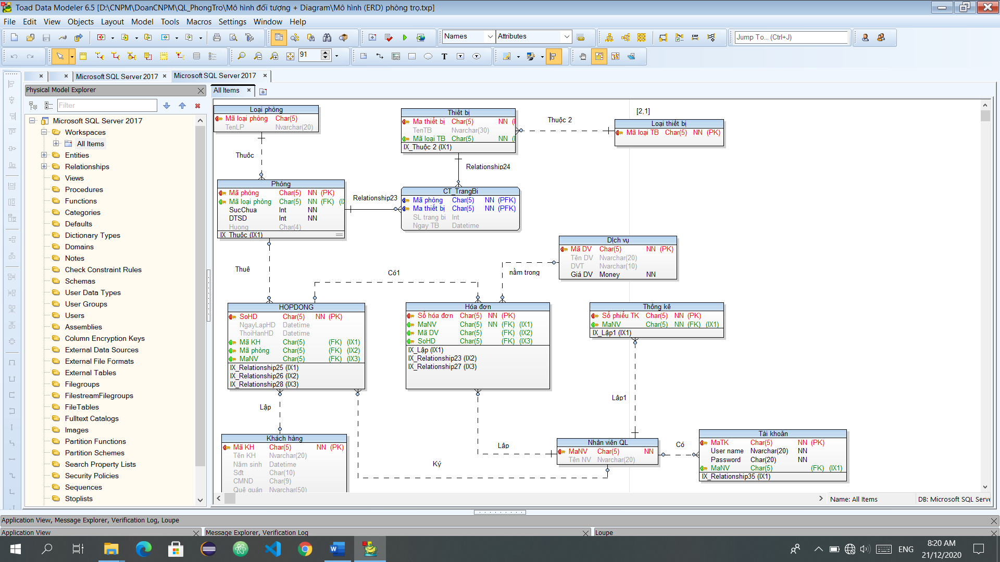 Toad Data Modeler 6.5 [D:\CNPM\DoanCNPM\QL_PhongTro\Mô hình đối tượng + Diagram\Mô hình (ERD) phòng trọ.txp]
File Edit View Objects Layout Model Tools Macros Settings Window Help
Names Attributes Jump To... (Ctrl+J)
91
Microsoft SQL Server 2017 Microsoft SQL Server 2017
Physical Model Explorer
Filter
Microsoft SQL Server 2017
Workspaces
All Items
Entities
Relationships
Views
Procedures
Functions
Categories
Defaults
Dictionary Types
Domains
Notes
Check Constraint Rules
Schemas
User Data Types
User Groups
Users
Assemblies
Column Encryption Keys
External Data Sources
External File Formats
External Tables
Filegroups
FilestreamFilegroups
FileTables
Fulltext Catalogs
Images
Partition Functions
Partition Schemes
Search Property Lists
Security Policies
Sequences
Stoplists
All Items
Loại phòng
Mã loại phòng Char(5)
TenLP Nvarchar(20)
Thuôc
Thiết bị
Ma thiết bị Char(5) NN
TenTB Nvarchar(30)
Mã loại TB Char(5) NN
IX_Thuộc 2 (IX1)
Thuộc 2
[2,1]
Loại thiết bị
Mã loại TB Char(5) NN (PK)
Relationship24
Phòng
Mã phòng Char(5) NN (PK)
Mã loại phòng Char(5) NN (FK)
SucChua Int NN
DTSD Int NN
Huong Char(4)
IX_Thuôc (IX1)
Relationship23
CT_TrangBi
Mã phòng Char(5) NN (PFK)
Ma thiết bị Char(5) NN (PFK)
SL trang bi Int
Ngay TB Datetime
Dịch vụ
Mã DV Char(5) NN (PK)
Tên DV Nvarchar(20)
DVT Nvarchar(10)
Giá DV Money NN
Thuê
Có1
nằm trong
HOPDONG
SoHD Char(5) NN (PK)
NgayLapHD Datetime
ThoiHanHD Datetime
Mã KH Char(5) (FK) (IX1)
Mã phòng Char(5) (FK) (IX2)
MaNV Char(5) (FK) (IX3)
IX_Relationship25 (IX1)
IX_Relationship26 (IX2)
IX_Relationship28 (IX3)
Hóa đơn
Số hóa đơn Char(5) NN (PK)
MaNV Char(5) NN (FK) (IX1)
Mã DV Char(5) (FK) (IX2)
SoHD Char(5) (FK) (IX3)
IX_Lập (IX1)
IX_Relationship23 (IX2)
IX_Relationship27 (IX3)
Thống kê
Số phiếu TK Char(5) NN (PK)
MaNV Char(5) NN (FK) (IX1)
IX_Lập1 (IX1)
Lập
Lâp1
Khách hàng
Mã KH Char(5) NN (PK)
Tên KH Nvarchar(20)
Năm sinh Datetime
Sđt Char(10)
CMND Char(9)
Quê quán Nvarchar(50)
Lâp
Ký
Nhân viên QL
MaNV Char(5) NN
Tên NV Nvarchar(20)
Có
Tài khoản
MaTK Char(5) NN (PK)
User name Nvarchar(20) NN
Password Char(20) NN
MaNV Char(5) (FK) (IX1)
IX_Relationship35 (IX1)
Name: All Items DB: Microsoft SQL Serve
Application View, Message Explorer, Verification Log, Loupe
Application View Message Explorer, Verification Log Loupe
ENG
8:20 AM
21/12/2020